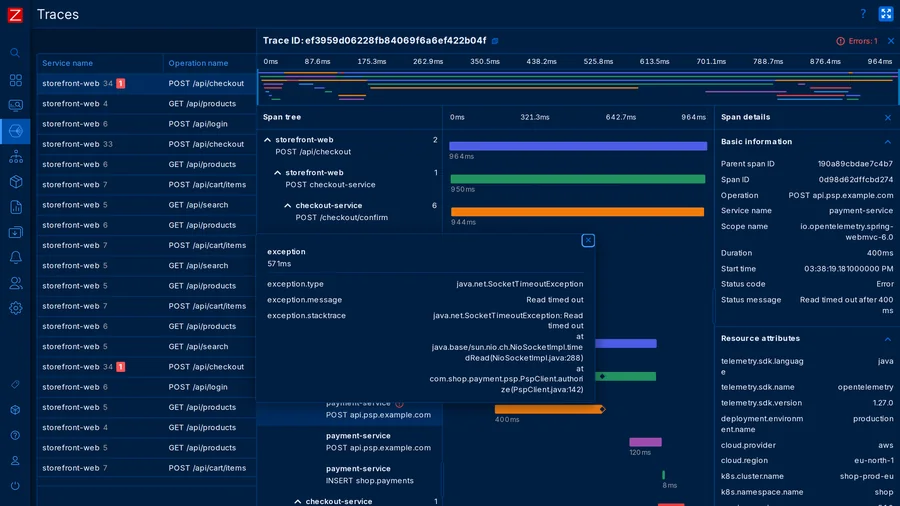 Traces
Trace ID: ef3959d06228fb84069f6a6ef422b04f
Errors: 1
Service name
Operation name
storefront-web 34 1
POST /api/checkout
storefront-web 4
GET /api/products
storefront-web 6
POST /api/login
storefront-web 33
POST /api/checkout
storefront-web 6
GET /api/products
storefront-web 7
POST /api/cart/items
storefront-web 5
GET /api/search
storefront-web 6
GET /api/products
storefront-web 7
POST /api/cart/items
storefront-web 5
GET /api/search
storefront-web 5
GET /api/products
storefront-web 7
POST /api/cart/items
storefront-web 6
GET /api/products
storefront-web 5
GET /api/search
storefront-web 34 1
POST /api/checkout
storefront-web 6
POST /api/login
storefront-web 5
GET /api/products
storefront-web 4
GET /api/products
storefront-web 5
GET /api/products
storefront-web 7
POST /api/cart/items
0ms 87.6ms 175.3ms 262.9ms 350.5ms 438.2ms 525.8ms 613.5ms 701.1ms 788.7ms 876.4ms 964ms
Span tree
0ms 321.3ms 642.7ms 964ms
storefront-web 2
POST /api/checkout
964ms
storefront-web 1
POST checkout-service
950ms
checkout-service 6
POST /checkout/confirm
944ms
exception
571ms
exception.type
java.net.SocketTimeoutException
exception.message
Read timed out
exception.stacktrace
java.net.SocketTimeoutException: Read
timed out
at
java.base/sun.nio.ch.NioSocketImpl.time
dRead(NioSocketImpl.java:288)
at
com.shop.payment.psp.PspClient.authori
ze(PspClient.java:142)
payment-service
POST api.psp.example.com
400ms
payment-service
POST api.psp.example.com
120ms
payment-service
INSERT shop.payments
8ms
checkout-service 1
Span details
Basic information
Parent span ID
190a89cbdae7c4b7
Span ID
0d98d62dffcbd274
Operation
POST api.psp.example.com
Service name
payment-service
Scope name
io.opentelemetry.spring-
webmvc-6.0
Duration
400ms
Start time
03:38:19.181000000 PM
Status code
Error
Status message
Read timed out after 400
ms
Resource attributes
telemetry.sdk.languag
e
java
telemetry.sdk.name
opentelemetry
telemetry.sdk.version
1.27.0
deployment.environm
ent.name
production
cloud.provider
aws
cloud.region
eu-north-1
k8s.cluster.name
shop-prod-eu
k8s.namespace.name
shop